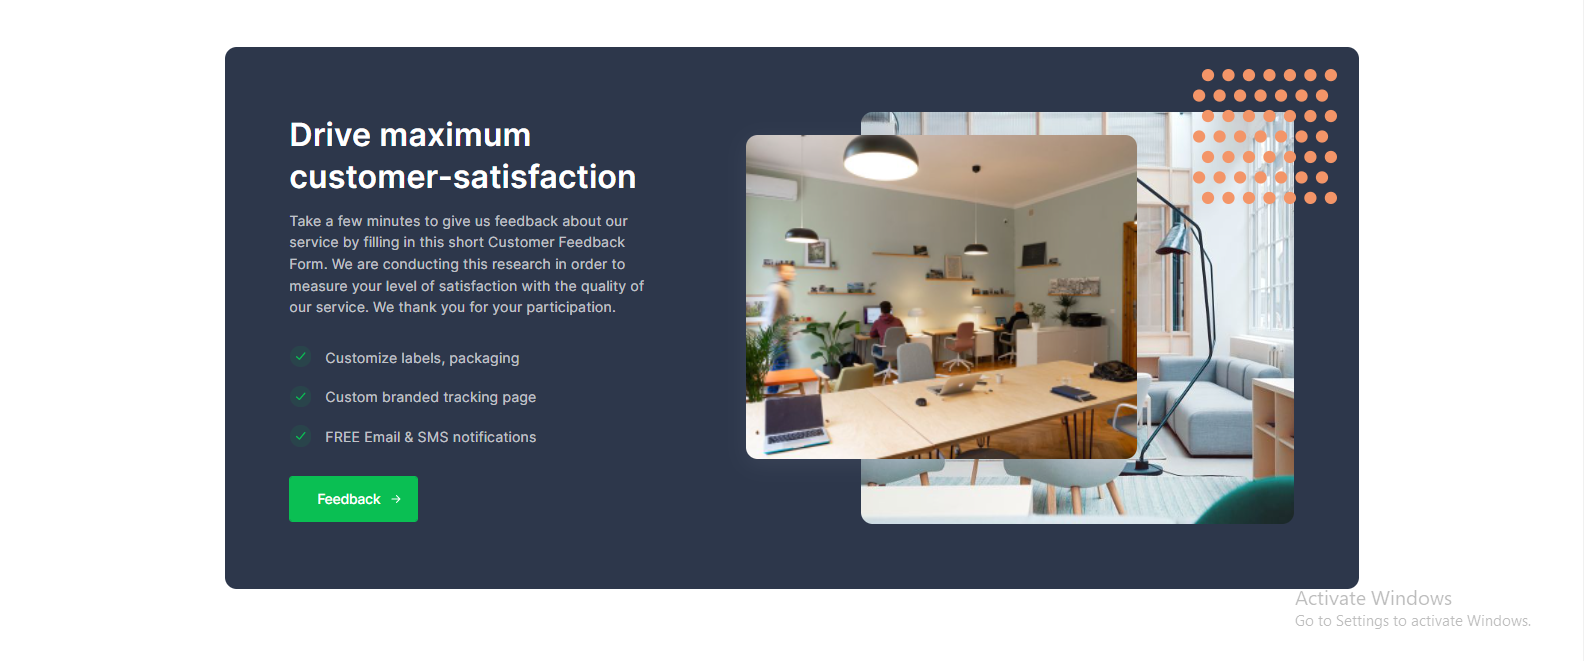 Drive maximum
customer-satisfaction
Take a few minutes to give us feedback about our
service by filling in this short Customer Feedback
Form. We are conducting this research in order to
measure your level of satisfaction with the quality of
our service. We thank you for your participation.
Customize labels, packaging
Custom branded tracking page
FREE Email & SMS notifications
Feedback
Activate Windows
Go to Settings to activate Windows.